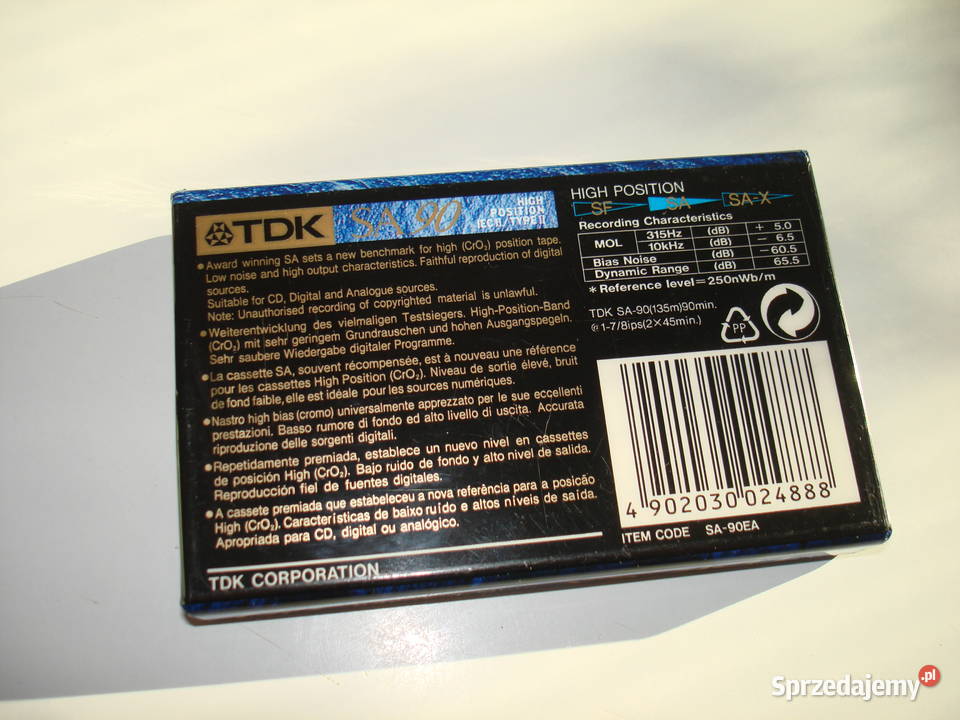 TDK
SA 90
HIGH
POSITION
IEC II/TYPE II
• Award winning SA sets a new benchmark for high (CrO₂) position tape.
Low noise and high output characteristics. Faithful reproduction of digital
sources.
Suitable for CD, Digital and Analogue sources.
Note: Unauthorised recording of copyrighted material is unlawful.
• Weiterentwicklung des vielmaligen Testsiegers. High-Position-Band
(CrO₂) mit sehr geringem Grundrauschen und hohen Ausgangspegeln.
Sehr saubere Wiedergabe digitaler Programme.
• La cassette SA, souvent récompensée, est à nouveau une référence
pour les cassettes High Position (CrO₂). Niveau de sortie élevé, bruit
de fond faible, elle est idéale pour les sources numériques.
• Nastro high bias (cromo) universalmente apprezzato per le sue eccellenti
prestazioni. Basso rumore di fondo ed alto livello di uscita. Accurata
riproduzione delle sorgenti digitali.
• Repetidamente premiada, establece un nuevo nivel en cassettes
de posición High (CrO₂). Bajo ruido de fondo y alto nivel de salida.
Reproducción fiel de fuentes digitales.
• A cassete premiada que estabeleceu a nova referência para a posicão
High (CrO₂). Características de baixo ruído e altos níveis de saída.
Apropriada para CD, digital ou analógico.
TDK CORPORATION
HIGH POSITION
SF SA SA-X
Recording Characteristics
MOL 315Hz (dB) + 5.0
10kHz (dB) − 6.5
Bias Noise (dB) −60.5
Dynamic Range (dB) 65.5
* Reference level=250nWb/m
TDK SA-90(135m)90min.
@1-7/8ips(2×45min.)
PP
4 902030 024888
ITEM CODE SA-90EA
Sprzedajemy.pl